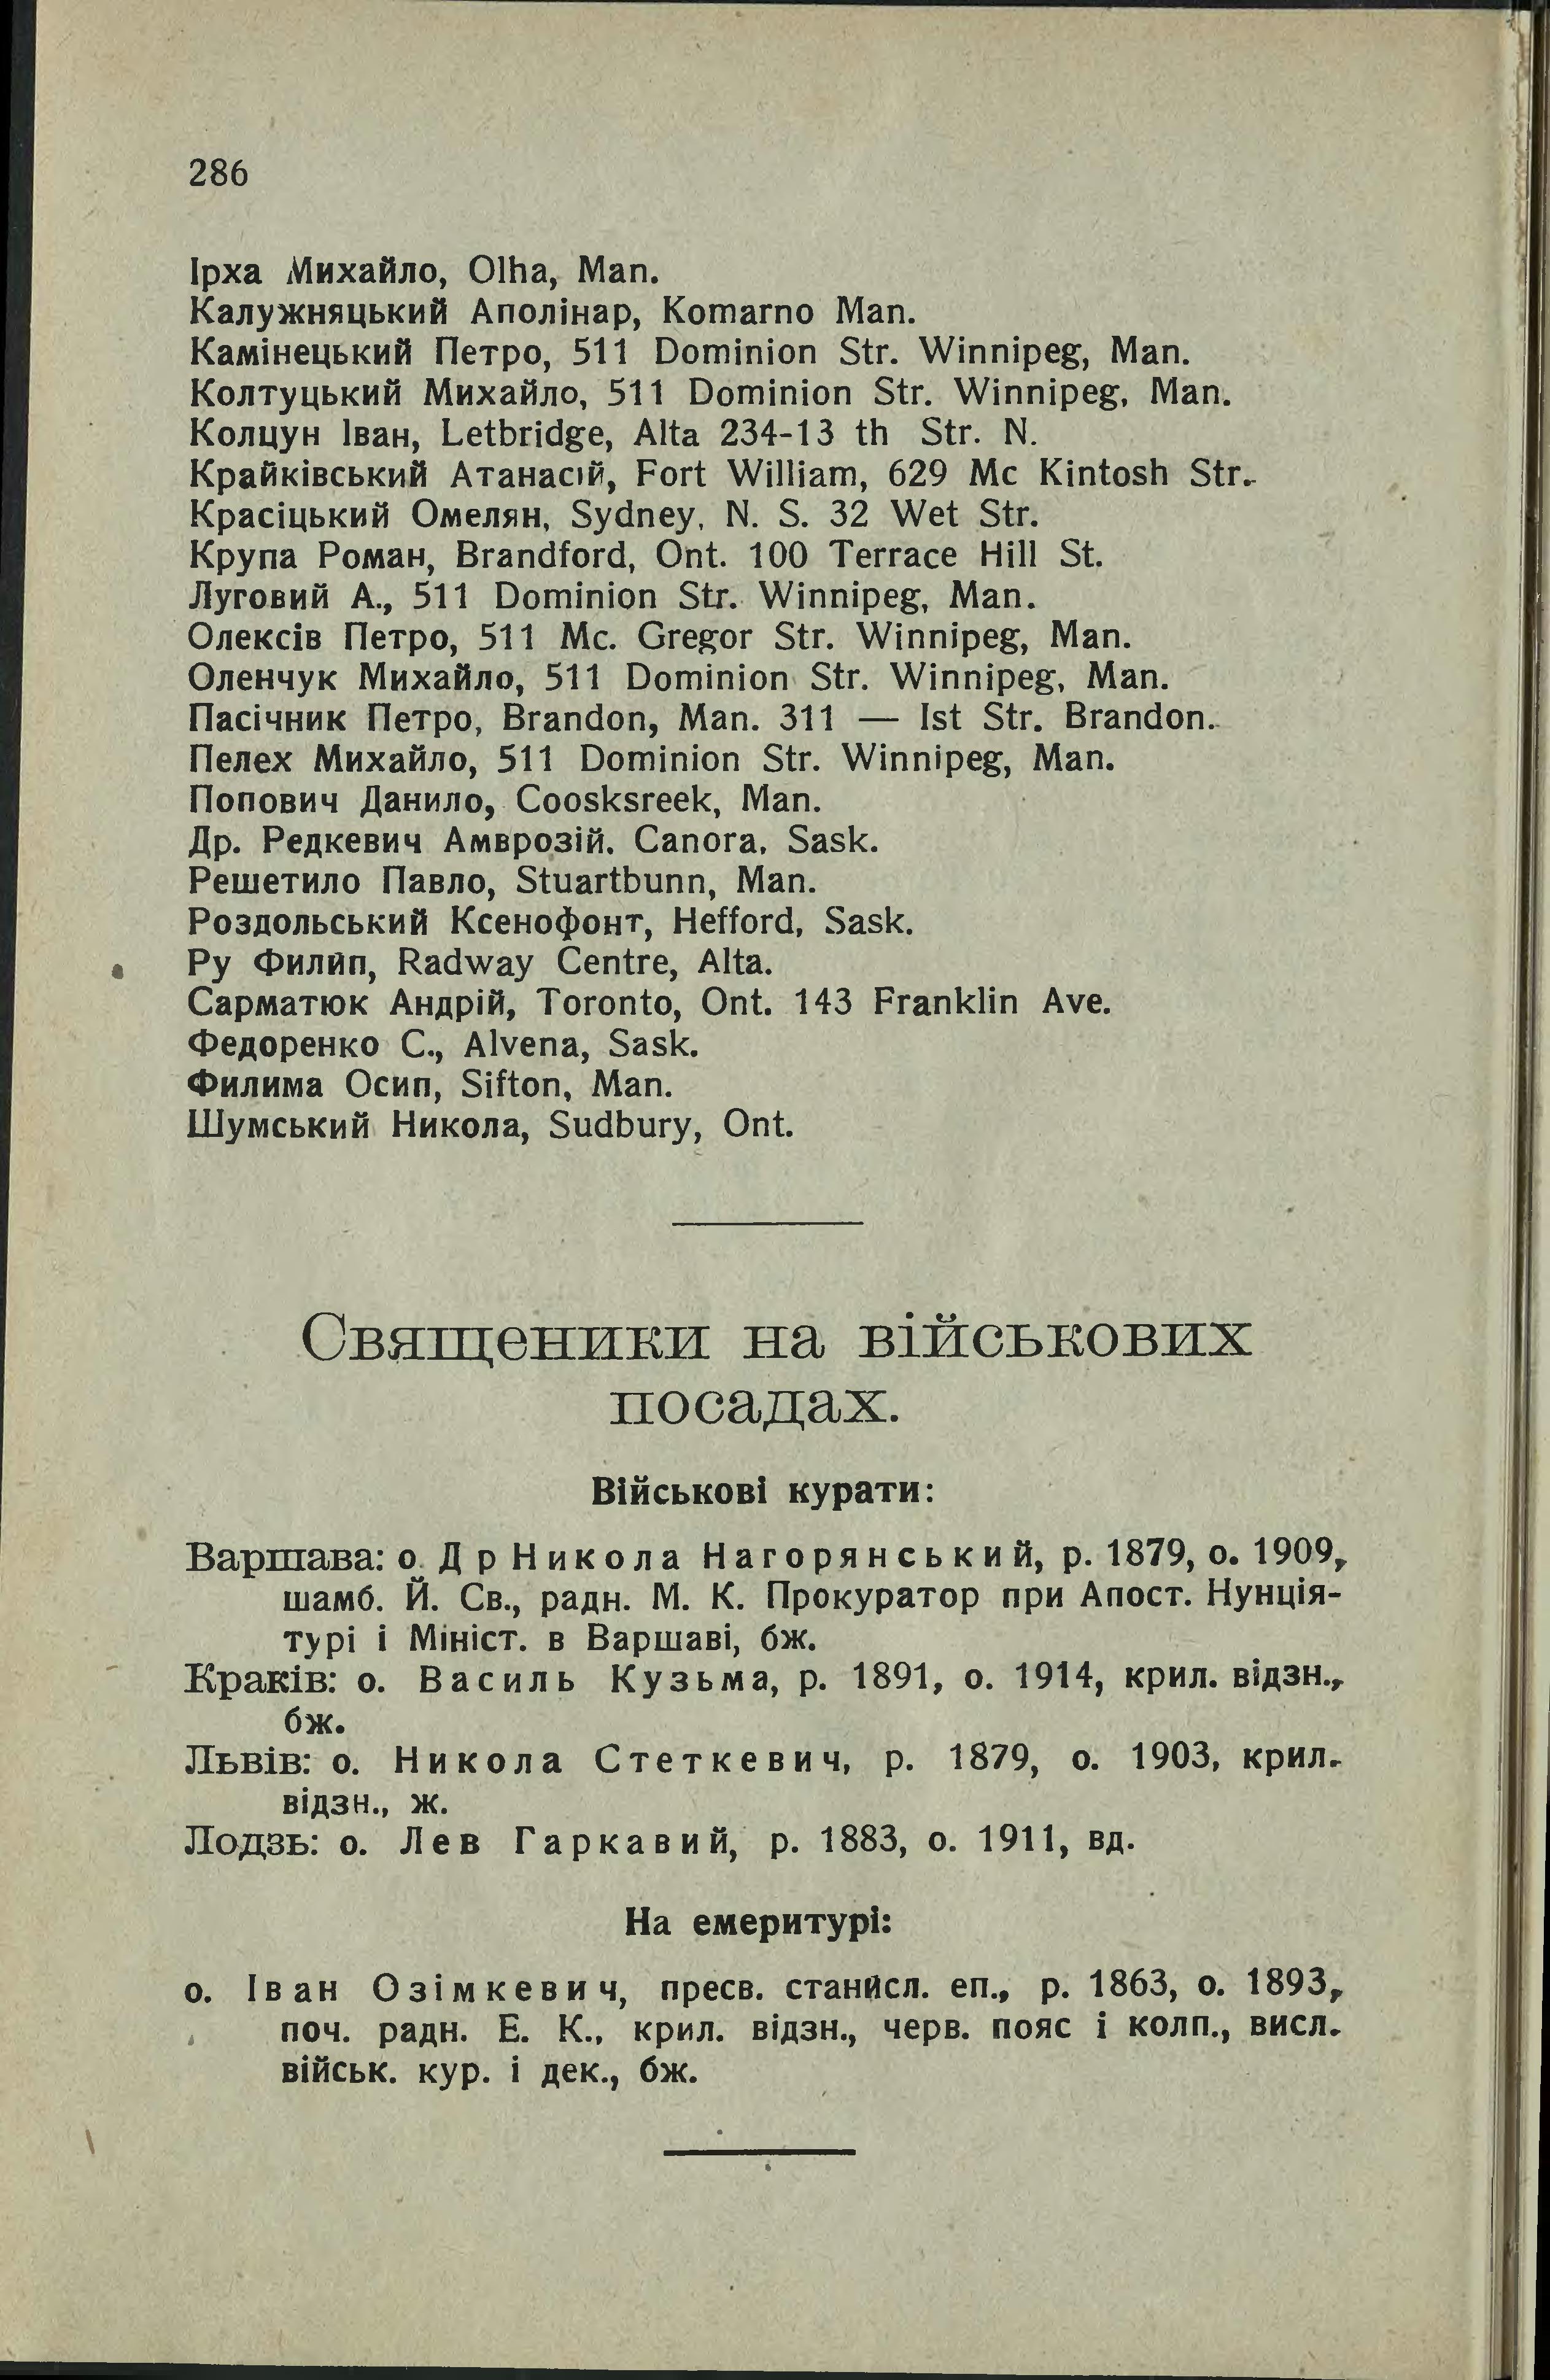 286
Ірха Михайло, Olha, Man.
Калужняцький Аполінар, Komarno Man.
Камінецький Петро, 511 Dominion Str. Winnipeg, Man.
Колтуцький Михайло, 511 Dominion Str. Winnipeg, Man.
Колцун Іван, Letbridge, Alta 234-13 th Str. N.
Крайківський Атанасій, Fort William, 629 Mc Kintosh Str.
Красіцький Омелян, Sydney, N. S. 32 Wet Str.
Крупа Роман, Brandford, Ont. 100 Terrace Hill St.
Луговий А., 511 Dominion Str. Winnipeg, Man.
Олексів Петро, 511 Mc. Gregor Str. Winnipeg, Man.
Оленчук Михайло, 511 Dominion Str. Winnipeg, Man.
Пасічник Петро, Brandon, Man. 311 — Ist Str. Brandon.
Пелех Михайло, 511 Dominion Str. Winnipeg, Man.
Попович Данило, Coosksreek, Man.
Др. Редкевич Амврозій. Canora, Sask.
Решетило Павло, Stuartbunn, Man.
Роздольський Ксенофонт, Hefford, Sask.
Ру Филип, Radway Centre, Alta.
Сарматюк Андрій, Toronto, Ont. 143 Franklin Ave.
Федоренко С., Alvena, Sask.
Филима Осип, Sifton, Man.
Шумський Никола, Sudbury, Ont.
Священики на військових
посадах.
Військові курати:
Варшава: о. Др Никола Нагорянський, р. 1879, о. 1909,
шамб. Й. Св., радн. М. К. Прокуратор при Апост. Нунція-
турі і Мініст. в Варшаві, бж.
Краків: о. Василь Кузьма, р. 1891, о. 1914, крил. відзн.,
бж.
Львів: о. Никола Стеткевич, р. 1879, о. 1903, крил.
відзн., ж.
Лодзь: о. Лев Гаркавий, р. 1883, о. 1911, вд.
На емеритурі:
о. Іван Озімкевич, пресв. станисл. еп., р. 1863, о. 1893,
поч. радн. Е. К., крил. відзн., черв. пояс і колп., висл.
військ. кур. і дек., бж.